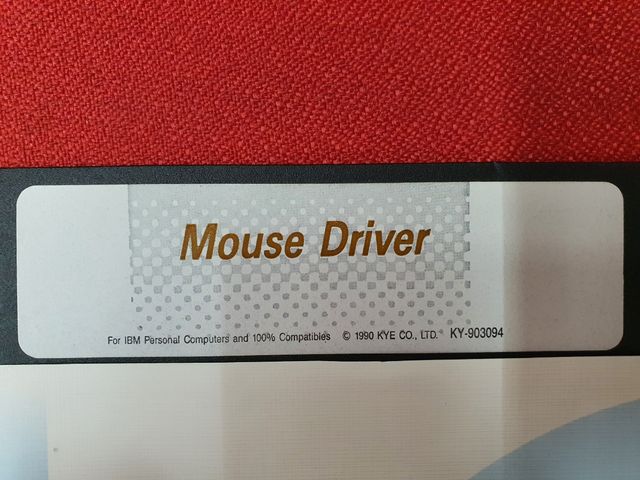 Mouse Driver
For IBM Personal Computers and 100% Compatibles © 1990 KYE CO., LTD. KY-903094